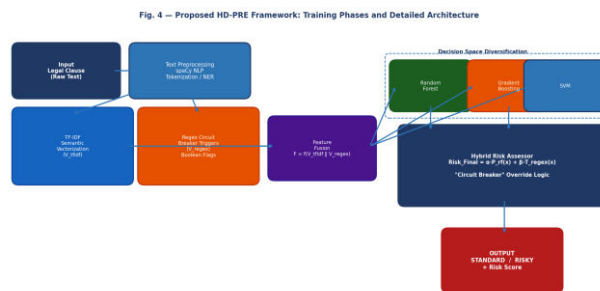 Fig. 4 — Proposed HD-PRE Framework: Training Phases and Detailed Architecture
Input
Legal Clause
(Raw Text)
Text Preprocessing
spaCy NLP
Tokenization / NER
Decision Space Diversification
Random
Forest
Gradient
Boosting
SVM
TF-IDF
Semantic
Vectorization
(V_tfidf)
Regex Circuit
Breaker Triggers
(V_regex)
Boolean Flags
Feature
Fusion
F = f(V_tfidf || V_regex)
Hybrid Risk Assessor
Risk_Final = α·P_rf(x) + β·T_regex(x)
"Circuit Breaker" Override Logic
OUTPUT
STANDARD / RISKY
+ Risk Score